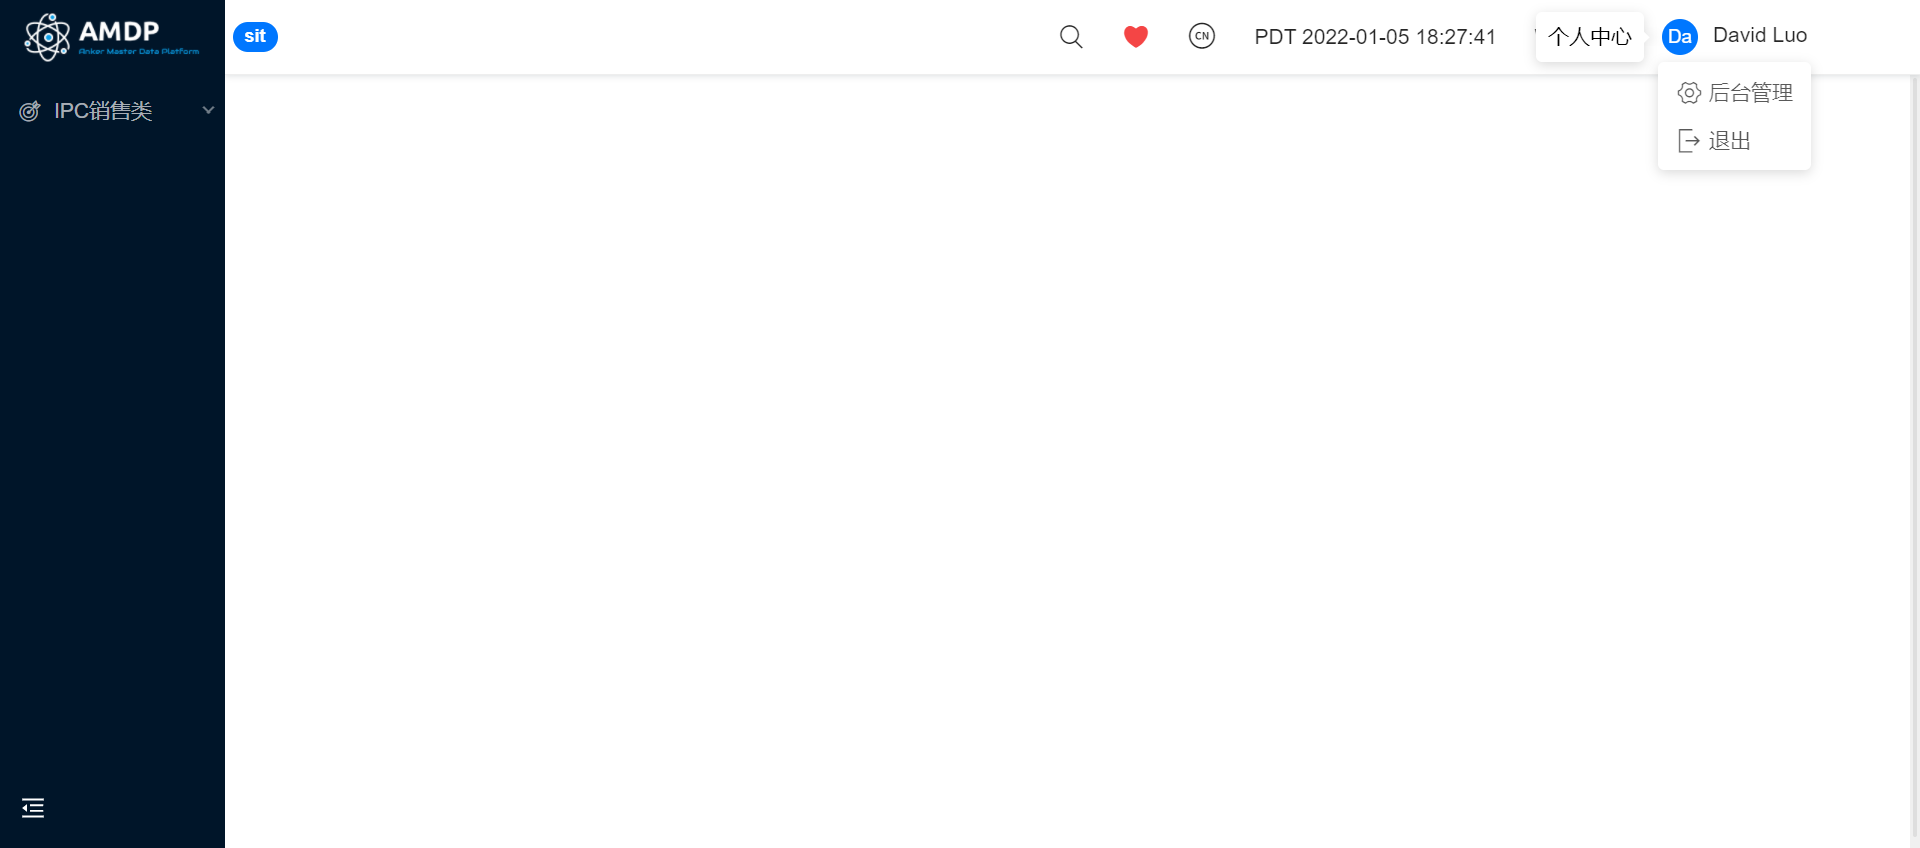 AMDP
Anker Master Data Platform
IPC销售类
sit
CN
PDT 2022-01-05 18:27:41
个人中心
Da
David Luo
后台管理
退出